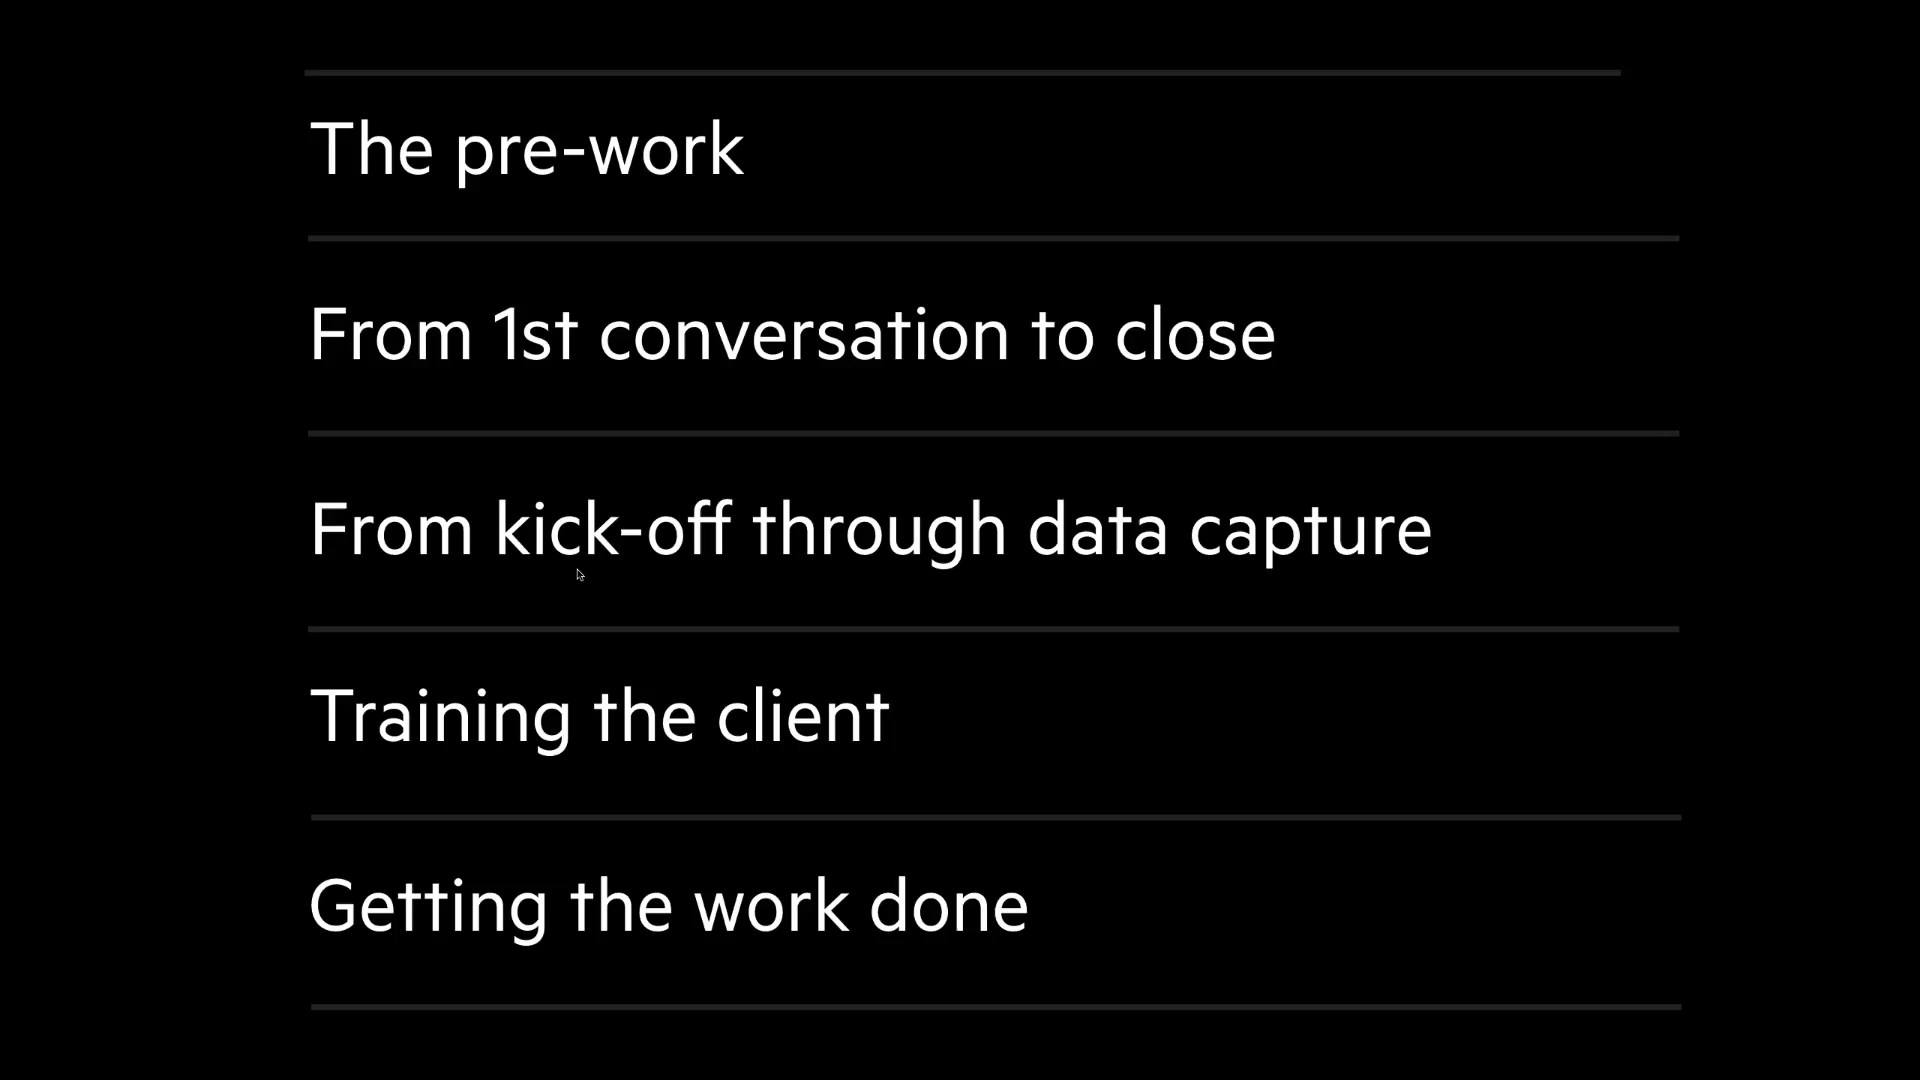 The pre-work
From 1st conversation to close
From kick-off through data capture
Training the client
Getting the work done